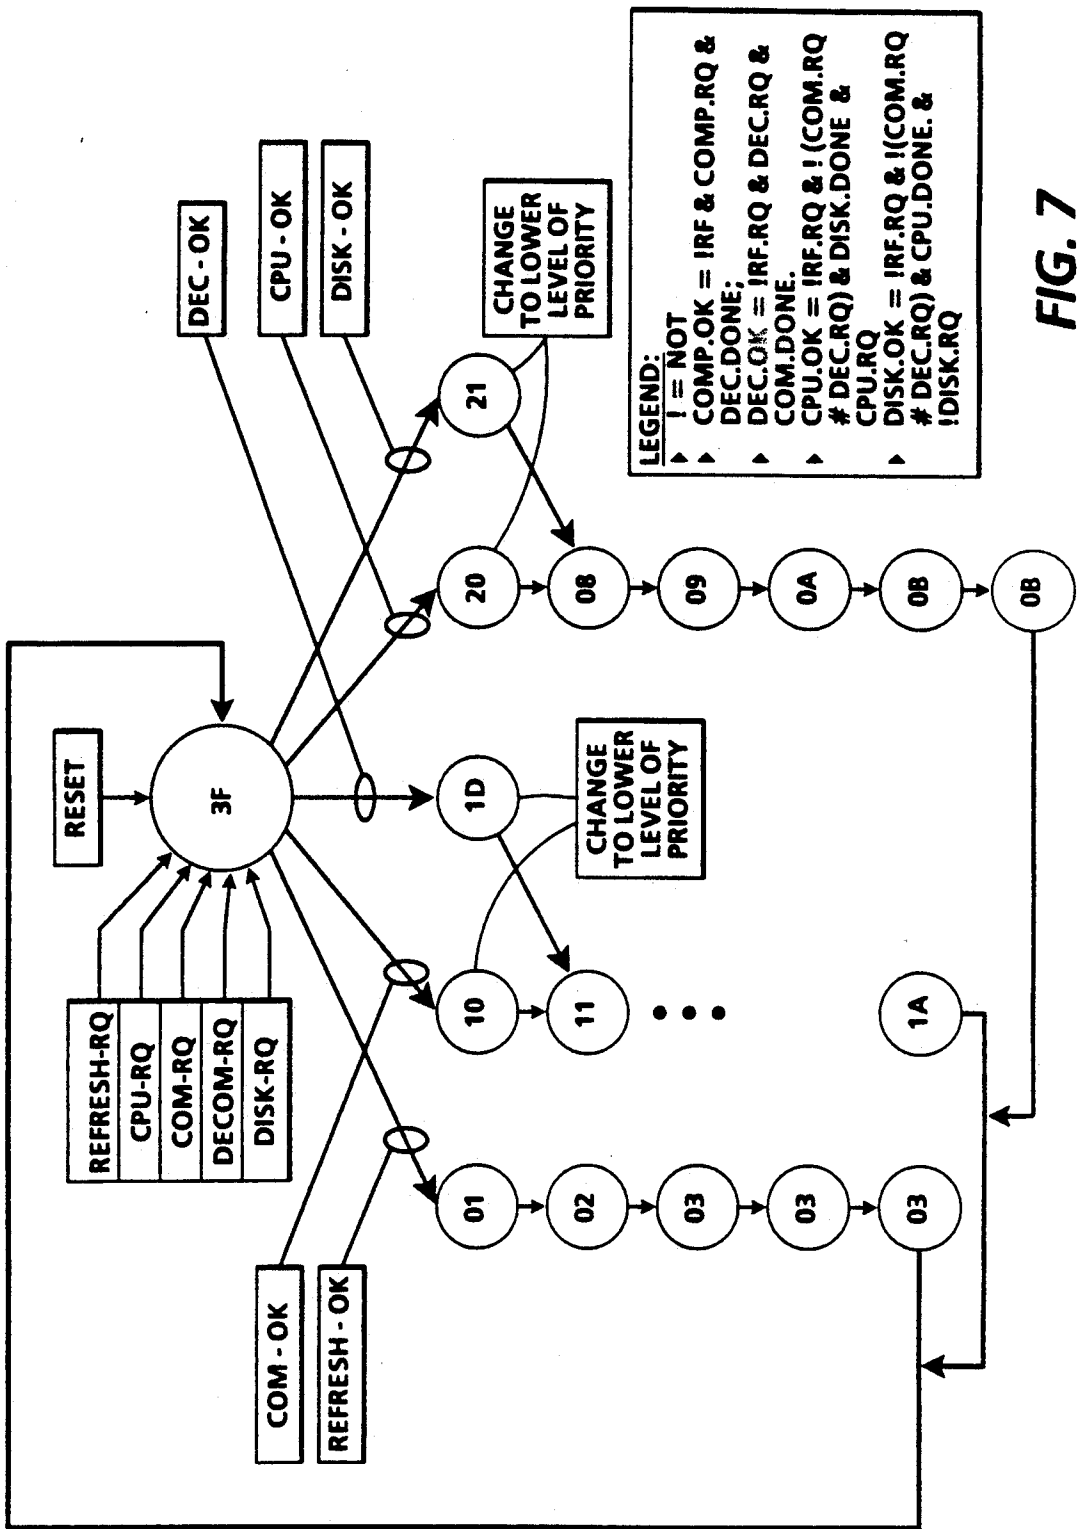 RESET
REFRESH-RQ
CPU-RQ
COM-RQ
DECOM-RQ
DISK-RQ
3F
DEC - OK
CPU - OK
DISK - OK
COM - OK
REFRESH - OK
01
10
1D
20
21
CHANGE
TO LOWER
LEVEL OF
PRIORITY
CHANGE
TO LOWER
LEVEL OF
PRIORITY
02
11
08
03
09
03
0A
03
1A
0B
0B
LEGEND:
! = NOT
COMP.OK = !RF & COMP.RQ &
DEC.DONE;
DEC.OK = !RF.RQ & DEC.RQ &
COM.DONE.
CPU.OK = !RF.RQ & ! (COM.RQ
# DEC.RQ) & DISK.DONE &
CPU.RQ
DISK.OK = !RF.RQ & !(COM.RQ
# DEC.RQ) & CPU.DONE. &
!DISK.RQ
FIG. 7